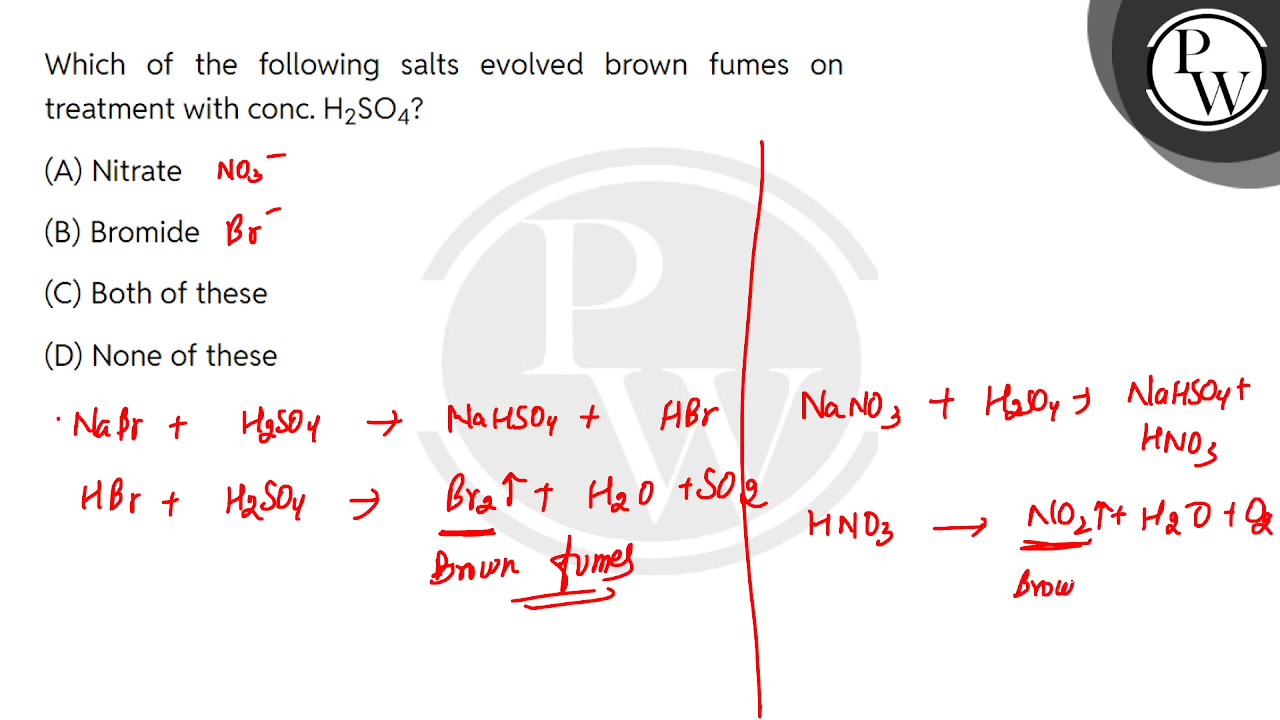 Which of the following salts evolved brown fumes on
treatment with conc. H₂SO₄?
(A) Nitrate NO₃⁻
(B) Bromide Br⁻
(C) Both of these
(D) None of these
NaBr + H₂SO₄ → NaHSO₄ + HBr
HBr + H₂SO₄ → Br₂↑ + H₂O + SO₂
Brown fumes
NaNO₃ + H₂SO₄ → NaHSO₄ +
HNO₃
HNO₃ → NO₂↑ + H₂O + O₂
Brow
P
W
P
W